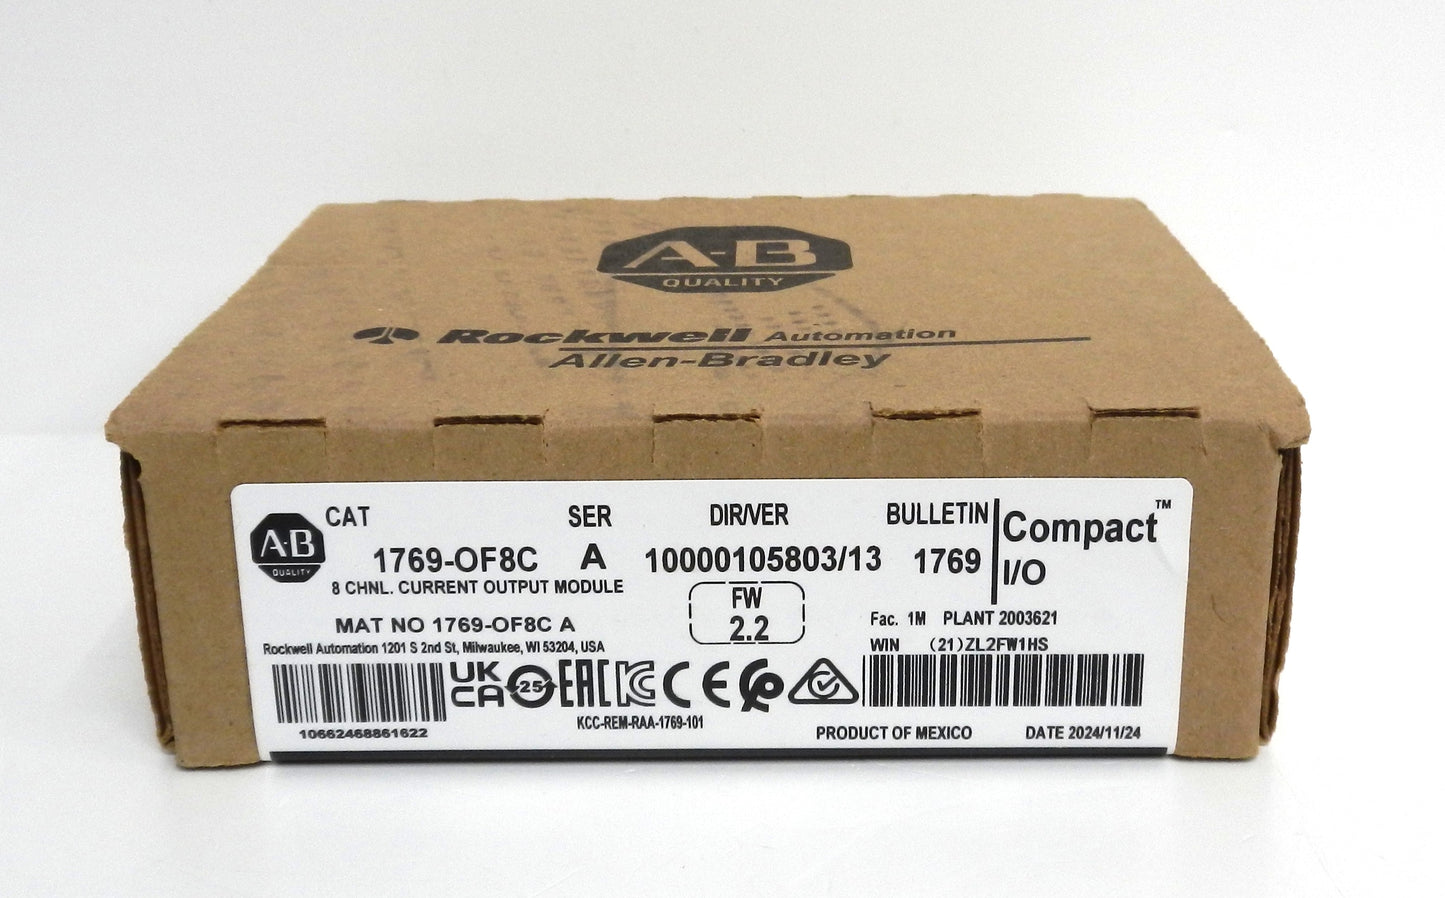 A-B
QUALITY
Rockwell Automation
Allen-Bradley
A-B
QUALITY
CAT SER DIR/VER BULLETIN
1769-OF8C A 10000105803/13 1769
Compact™
I/O
8 CHNL. CURRENT OUTPUT MODULE
FW
2.2
MAT NO 1769-OF8C A
Fac. 1M PLANT 2003621
Rockwell Automation 1201 S 2nd St, Milwaukee, WI 53204, USA
WIN (21)ZL2FW1HS
UK
CA
25
EAC
KC
CE
KCC-REM-RAA-1769-101
10662468861622
PRODUCT OF MEXICO DATE 2024/11/24